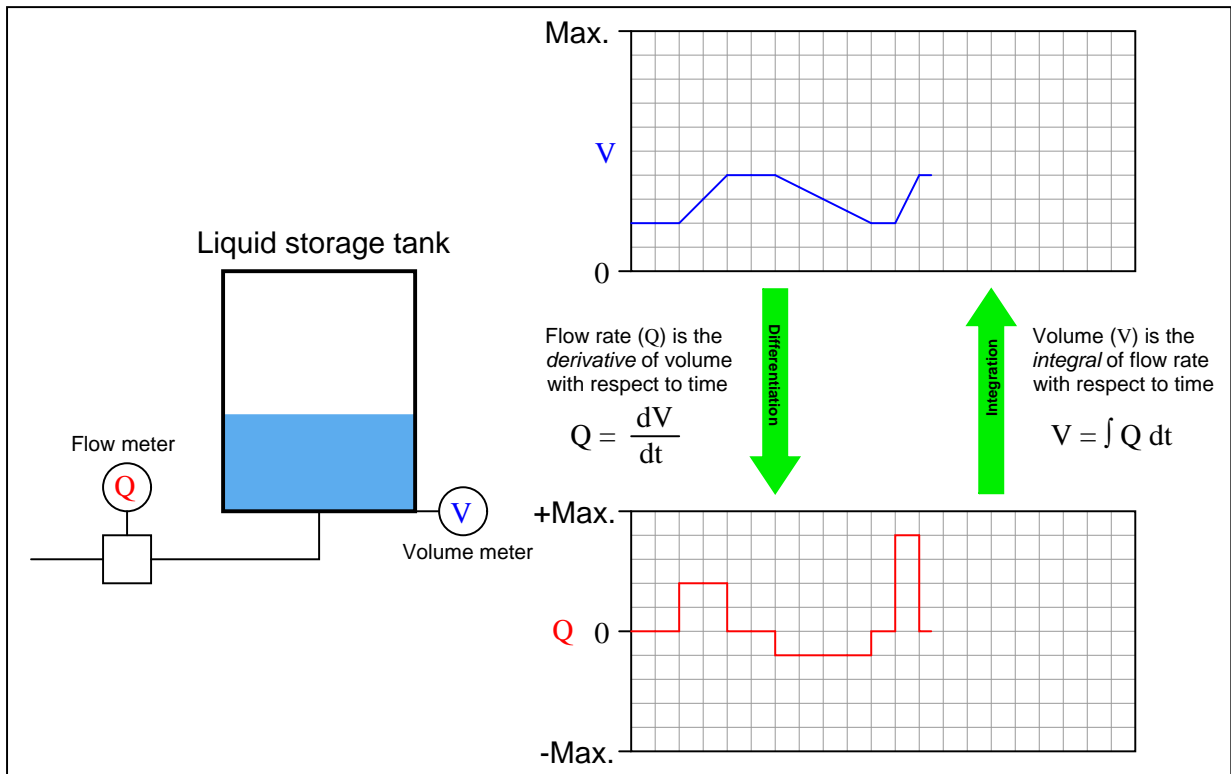 Max.
V
0
Liquid storage tank
Flow meter
Q
V
Volume meter
Flow rate (Q) is the
derivative of volume
with respect to time
Q = dV
dt
Differentiation
Integration
Volume (V) is the
integral of flow rate
with respect to time
V = ∫ Q dt
+Max.
Q 0
-Max.